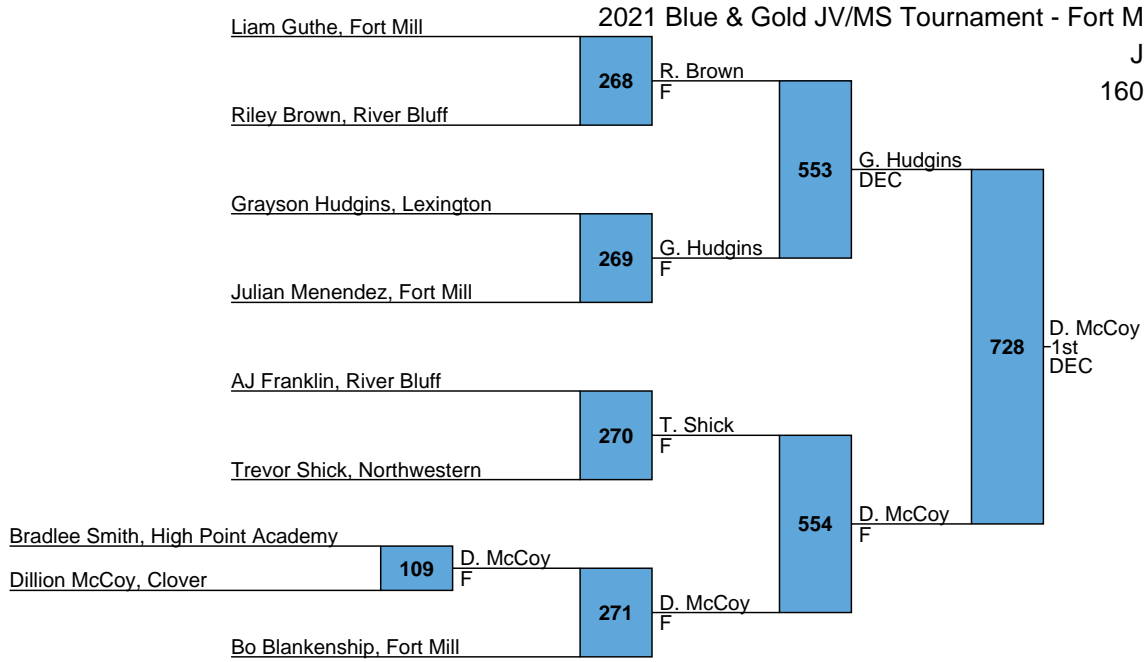 2021 Blue & Gold JV/MS Tournament - Fort M
J
160
Liam Guthe, Fort Mill
268
R. Brown
F
Riley Brown, River Bluff
553
G. Hudgins
DEC
Grayson Hudgins, Lexington
269
G. Hudgins
F
Julian Menendez, Fort Mill
728
D. McCoy
1st
DEC
AJ Franklin, River Bluff
270
T. Shick
F
Trevor Shick, Northwestern
554
D. McCoy
F
Bradlee Smith, High Point Academy
109
D. McCoy
F
Dillion McCoy, Clover
271
D. McCoy
F
Bo Blankenship, Fort Mill